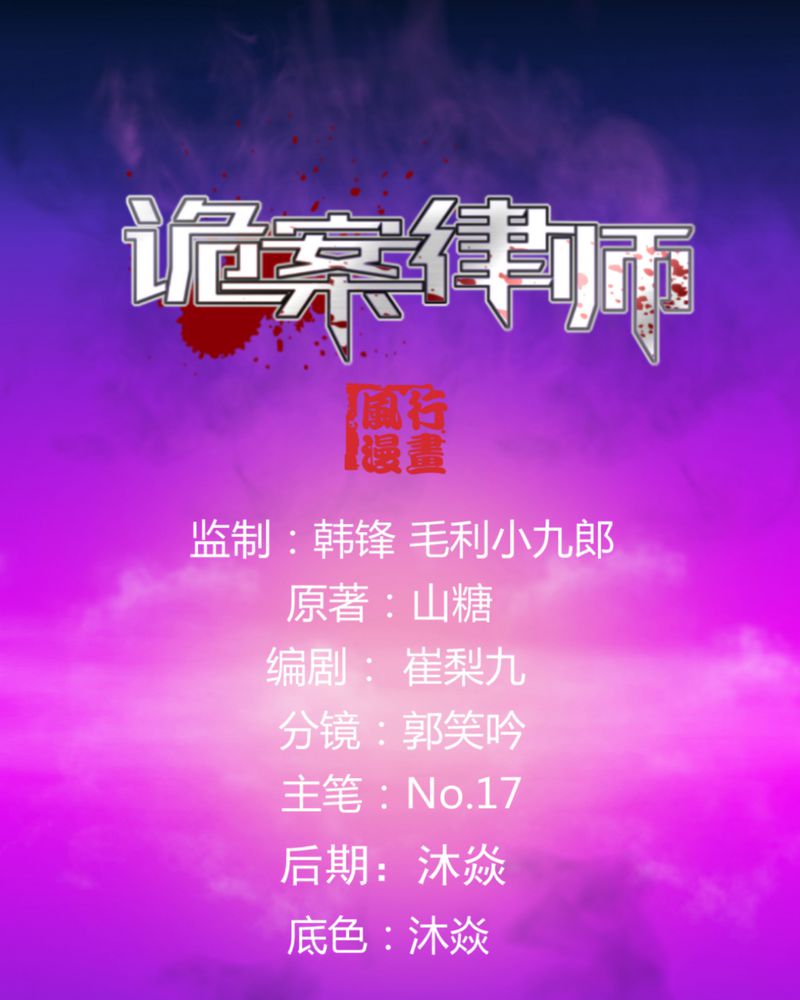 诡案律师
風行
漫畫
监制：韩锋 毛利小九郎
原著：山糖
编剧： 崔梨九
分镜：郭笑吟
主笔：No.17
后期：沐焱
底色：沐焱